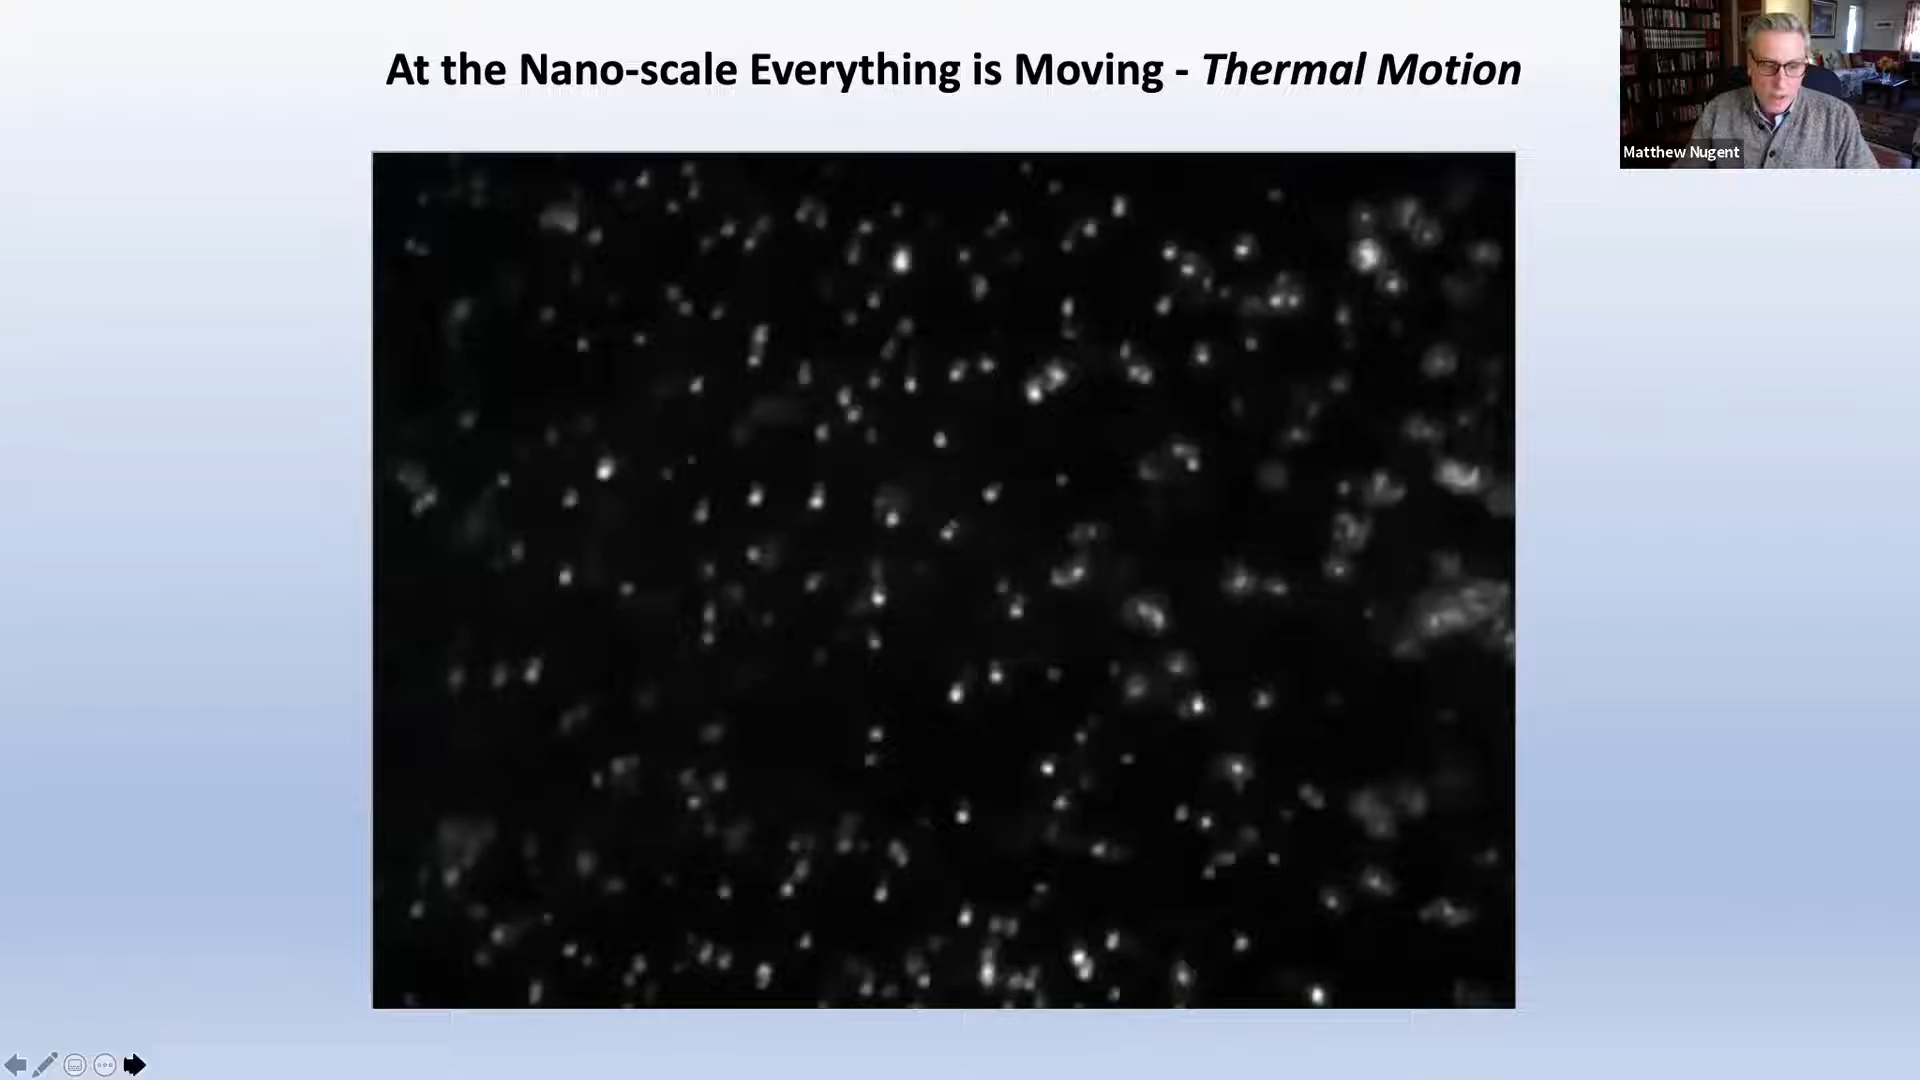 At the Nano-scale Everything is Moving - Thermal Motion
Matthew Nugent